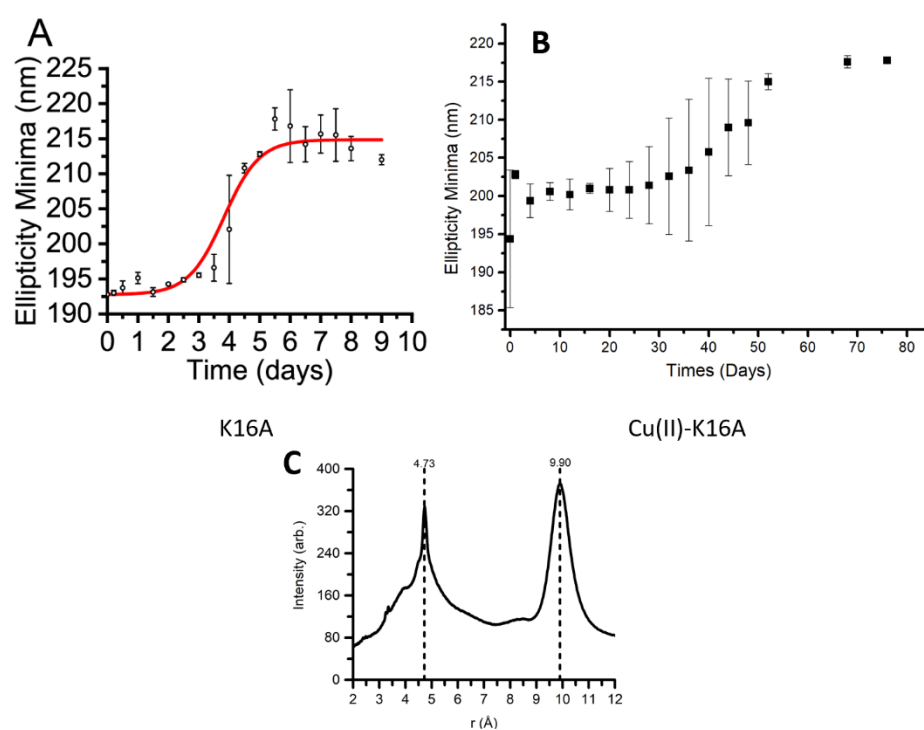 A
Ellipticity Minima (nm)
225
220
215
210
205
200
195
190
0 1 2 3 4 5 6 7 8 9 10
Time (days)
B
Ellipticity Minima (nm)
220
215
210
205
200
195
190
185
0 10 20 30 40 50 60 70 80
Times (Days)
K16A
Cu(II)-K16A
C
4.73
9.90
Intensity (arb.)
400
320
240
160
80
0
2 3 4 5 6 7 8 9 10 11 12
r (Å)